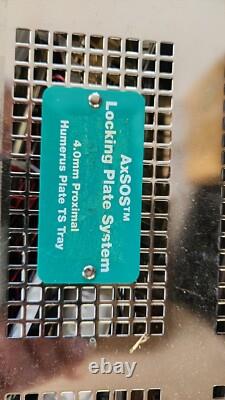 AxSOS™
Locking Plate System
4.0mm Proximal
Humerus Plate TS Tray